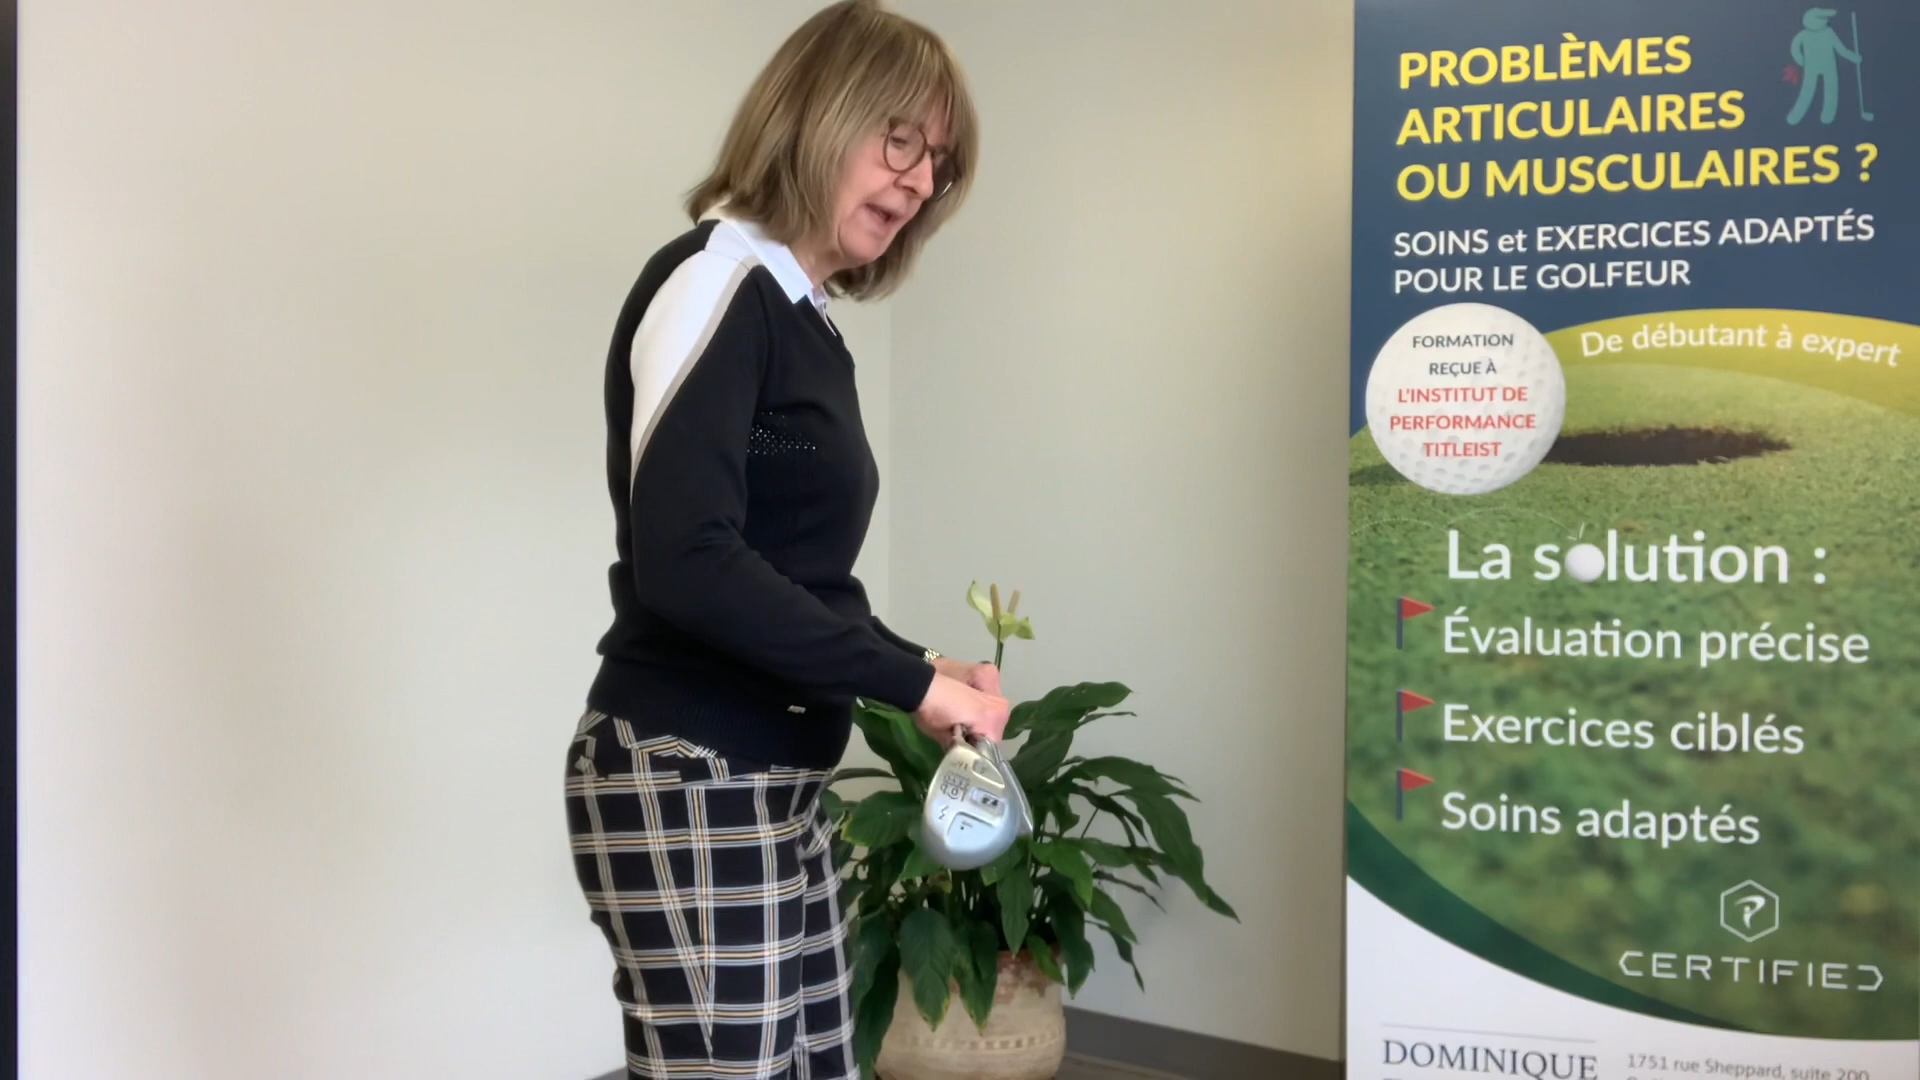 PROBLÈMES
ARTICULAIRES
OU MUSCULAIRES ?
SOINS et EXERCICES ADAPTÉS
POUR LE GOLFEUR
De débutant à expert
FORMATION
REÇUE À
L'INSTITUT DE
PERFORMANCE
TITLEIST
La solution :
Évaluation précise
Exercices ciblés
Soins adaptés
CERTIFIED
DOMINIQUE
1751 rue Sheppard, suite 200